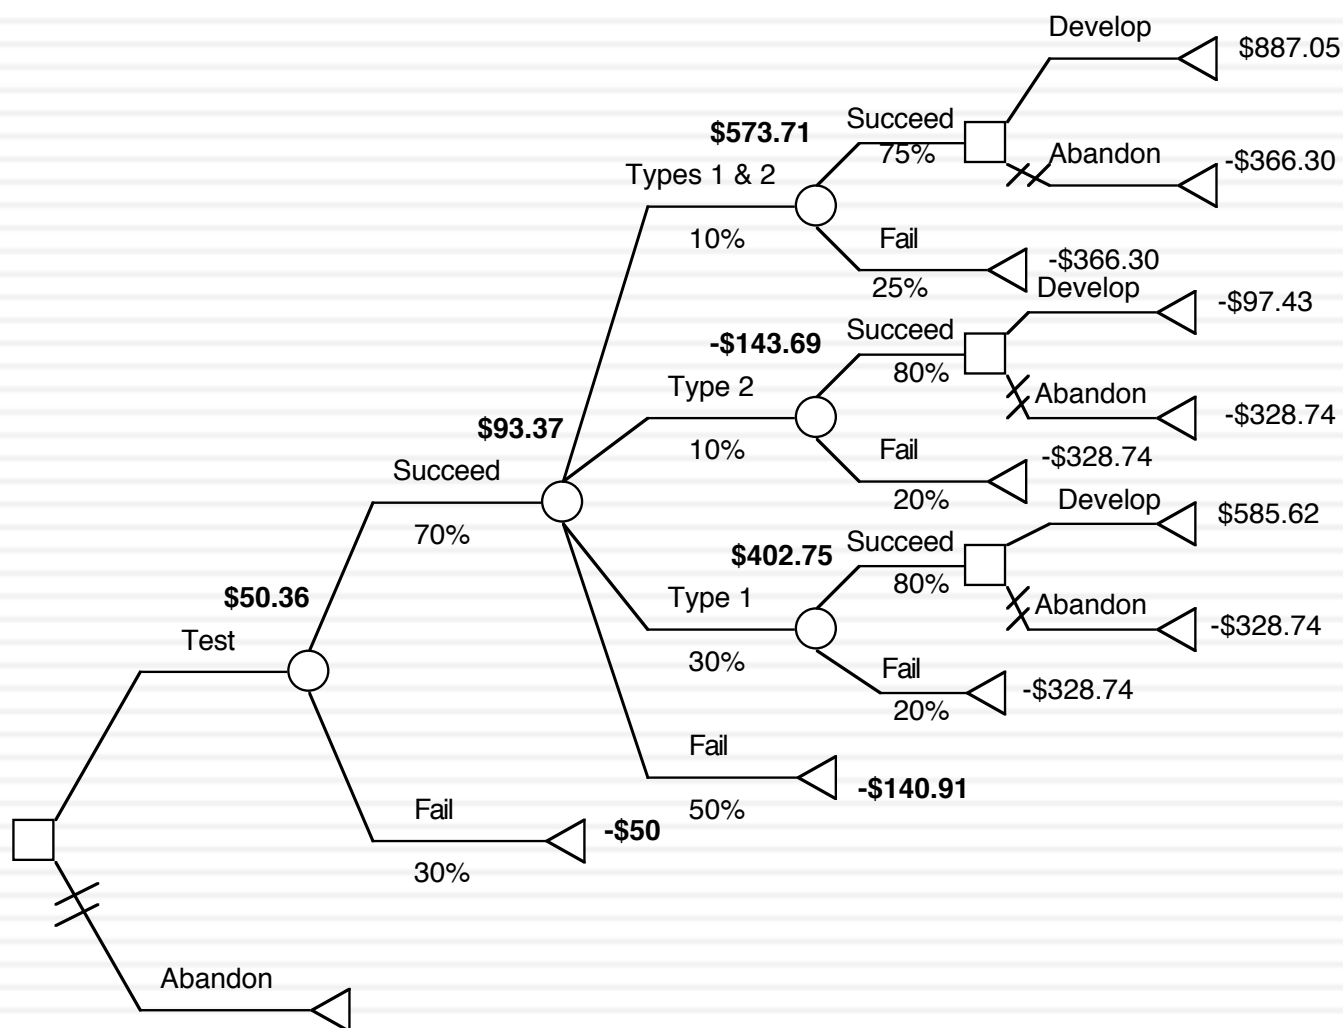 Develop
$887.05
Succeed
$573.71
75%
Abandon
-$366.30
Types 1 & 2
10%
Fail
-$366.30
25%
Develop
-$97.43
Succeed
-$143.69
80%
Type 2
Abandon
-$328.74
$93.37
10%
Fail
-$328.74
Succeed
20%
Develop
$585.62
70%
$402.75
Succeed
80%
$50.36
Type 1
Abandon
-$328.74
Test
30%
Fail
-$328.74
20%
Fail
-$140.91
50%
Fail
-$50
30%
Abandon